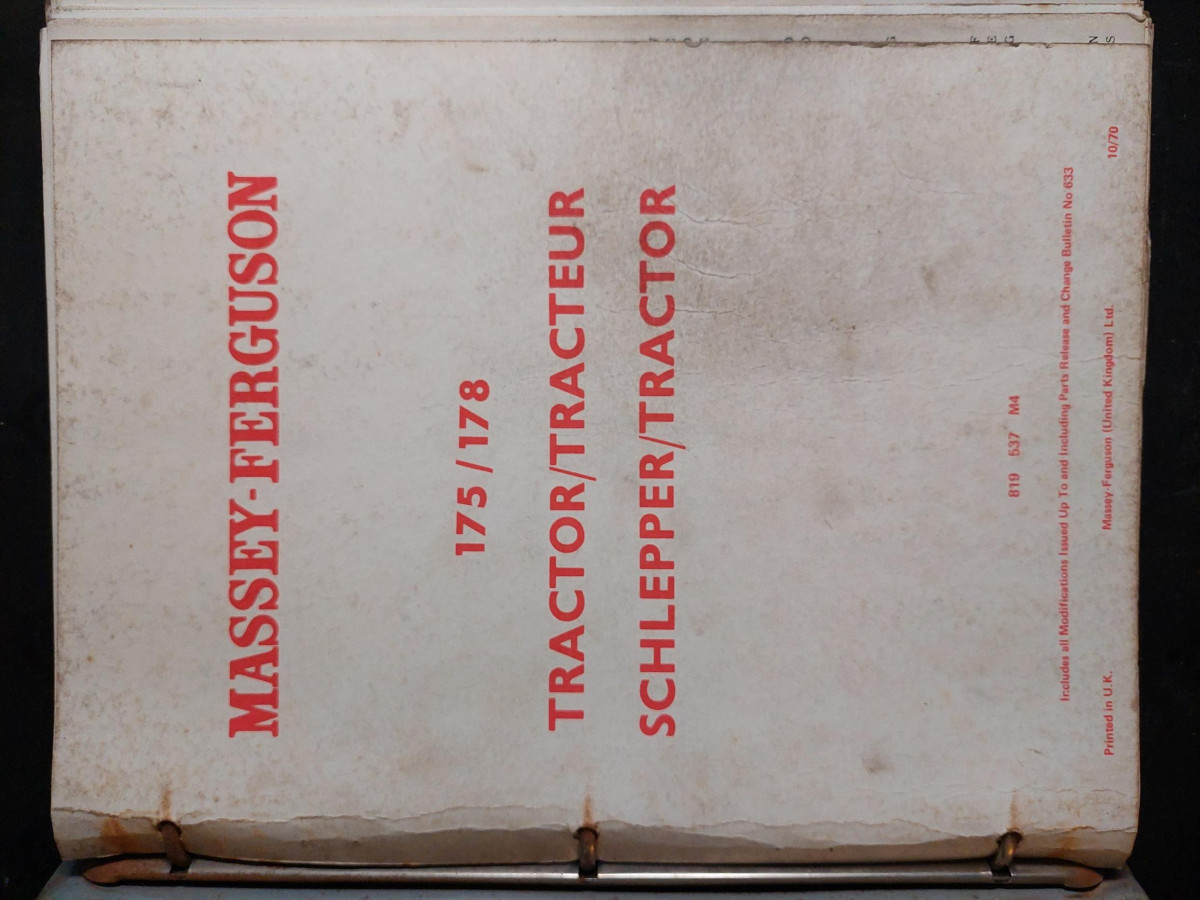 MASSEY-FERGUSON
175/178
TRACTOR/TRACTEUR
SCHLEPPER/TRACTOR
819 537 M4
Includes all Modifications Issued Up To and Including Parts Release and Change Bulletin No 633
Printed in U.K. Massey-Ferguson (United Kingdom) Ltd. 10/70